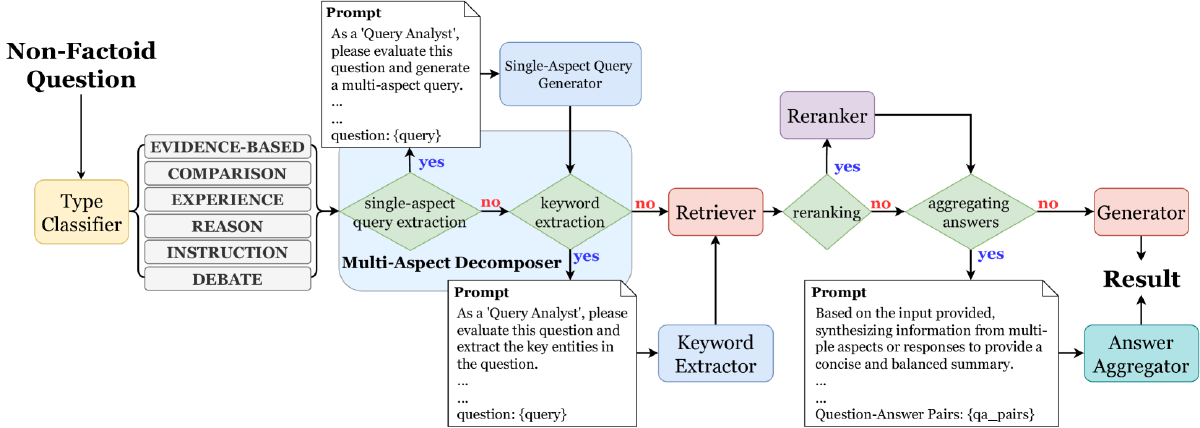 Non-Factoid
Question
Type
Classifier
EVIDENCE-BASED
COMPARISON
EXPERIENCE
REASON
INSTRUCTION
DEBATE
Prompt
As a 'Query Analyst',
please evaluate this
question and generate
a multi-aspect query.
...
...
question: {query}
Single-Aspect Query
Generator
yes
single-aspect
query extraction
no
keyword
extraction
no
yes
Multi-Aspect Decomposer
Prompt
As a 'Query Analyst', please
evaluate this question and
extract the key entities in
the question.
...
...
question: {query}
Keyword
Extractor
Retriever
Reranker
yes
reranking
no
aggregating
answers
no
yes
Prompt
Based on the input provided,
synthesizing information from multi-
ple aspects or responses to provide a
concise and balanced summary.
...
...
Question-Answer Pairs: {qa_pairs}
Generator
Result
Answer
Aggregator